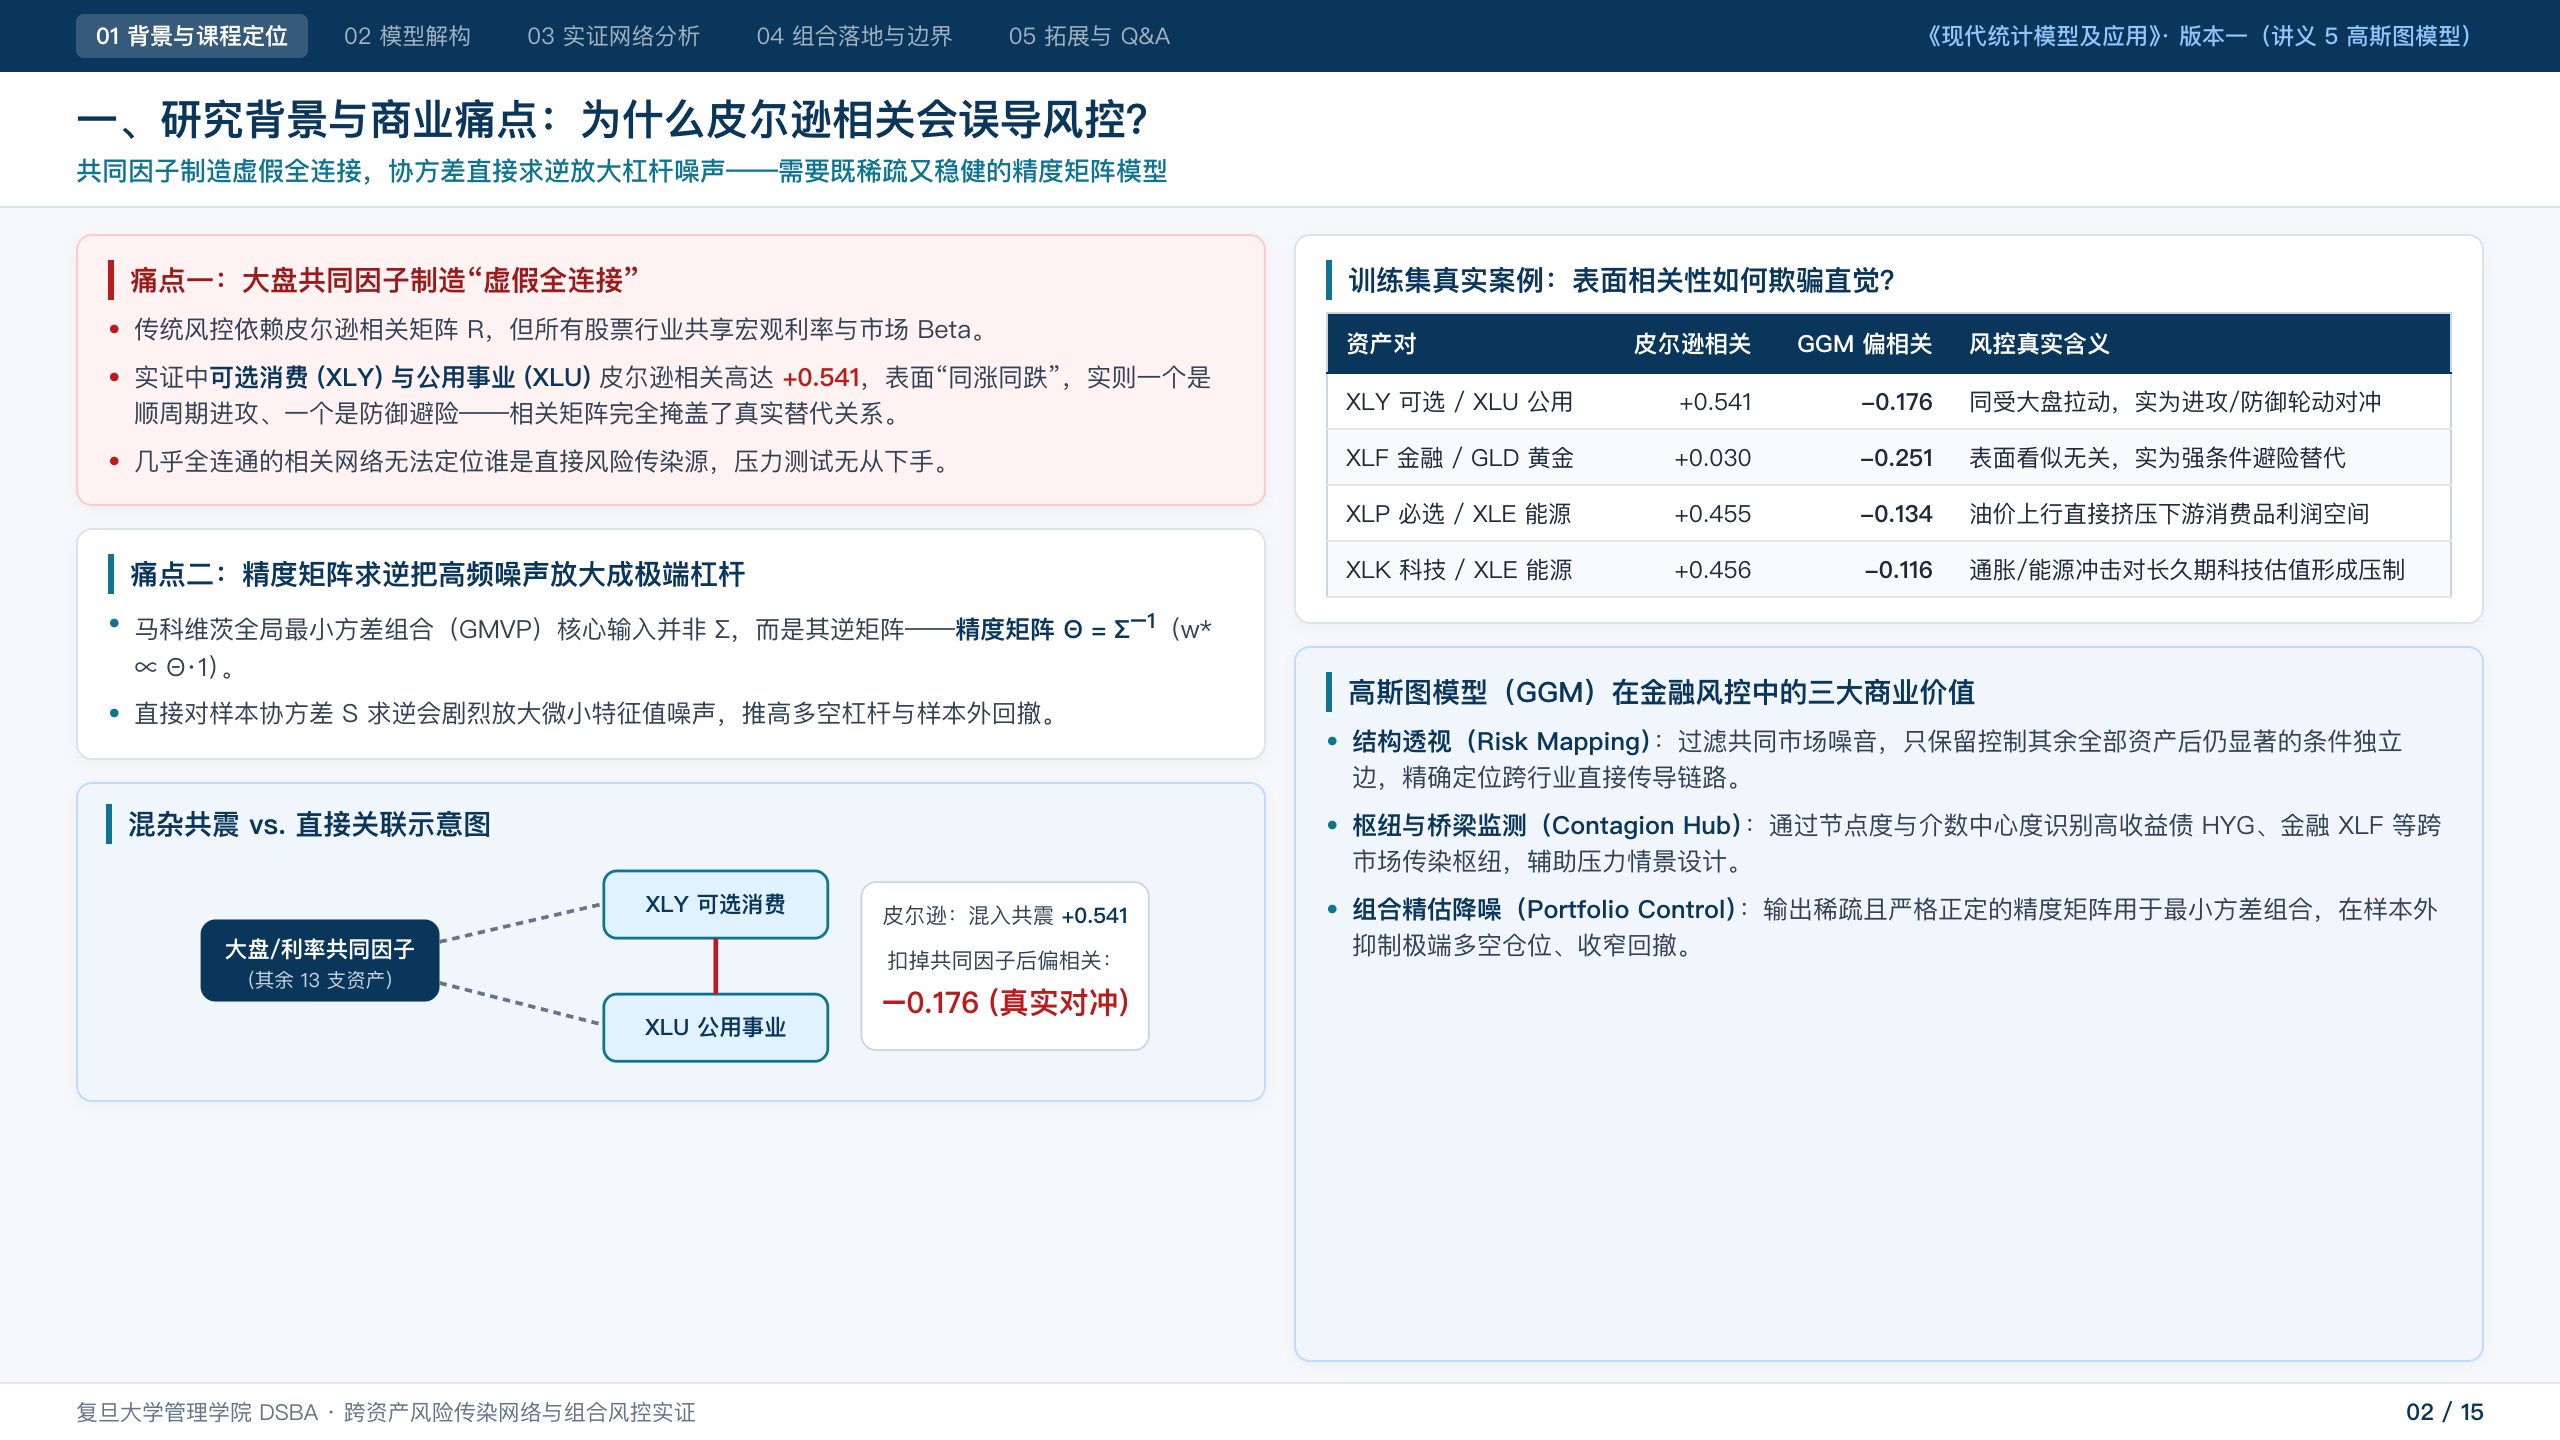 01 背景与课程定位
02 模型解构
03 实证网络分析
04 组合落地与边界
05 拓展与 Q&A
《现代统计模型及应用》· 版本一（讲义 5 高斯图模型）
一、研究背景与商业痛点：为什么皮尔逊相关会误导风控？
共同因子制造虚假全连接，协方差直接求逆放大杠杆噪声——需要既稀疏又稳健的精度矩阵模型
痛点一：大盘共同因子制造“虚假全连接”
• 传统风控依赖皮尔逊相关矩阵 R，但所有股票行业共享宏观利率与市场 Beta。
• 实证中可选消费 (XLY) 与公用事业 (XLU) 皮尔逊相关高达 +0.541，表面“同涨同跌”，实则一个是
顺周期进攻、一个是防御避险——相关矩阵完全掩盖了真实替代关系。
• 几乎全连通的相关网络无法定位谁是直接风险传染源，压力测试无从下手。
痛点二：精度矩阵求逆把高频噪声放大成极端杠杆
• 马科维茨全局最小方差组合（GMVP）核心输入并非 Σ，而是其逆矩阵——精度矩阵 Θ = Σ⁻¹（w*
∝ Θ·1）。
• 直接对样本协方差 S 求逆会剧烈放大微小特征值噪声，推高多空杠杆与样本外回撤。
混杂共震 vs. 直接关联示意图
大盘/利率共同因子
(其余 13 支资产)
XLY 可选消费
XLU 公用事业
皮尔逊：混入共震 +0.541
扣掉共同因子后偏相关：
−0.176 (真实对冲)
训练集真实案例：表面相关性如何欺骗直觉？
资产对 皮尔逊相关 GGM 偏相关 风控真实含义
XLY 可选 / XLU 公用 +0.541 −0.176 同受大盘拉动，实为进攻/防御轮动对冲
XLF 金融 / GLD 黄金 +0.030 −0.251 表面看似无关，实为强条件避险替代
XLP 必选 / XLE 能源 +0.455 −0.134 油价上行直接挤压下游消费品利润空间
XLK 科技 / XLE 能源 +0.456 −0.116 通胀/能源冲击对长久期科技估值形成压制
高斯图模型（GGM）在金融风控中的三大商业价值
• 结构透视（Risk Mapping）：过滤共同市场噪音，只保留控制其余全部资产后仍显著的条件独立
边，精确定位跨行业直接传导链路。
• 枢纽与桥梁监测（Contagion Hub）：通过节点度与介数中心度识别高收益债 HYG、金融 XLF 等跨
市场传染枢纽，辅助压力情景设计。
• 组合精估降噪（Portfolio Control）：输出稀疏且严格正定的精度矩阵用于最小方差组合，在样本外
抑制极端多空仓位、收窄回撤。
复旦大学管理学院 DSBA · 跨资产风险传染网络与组合风控实证
02 / 15